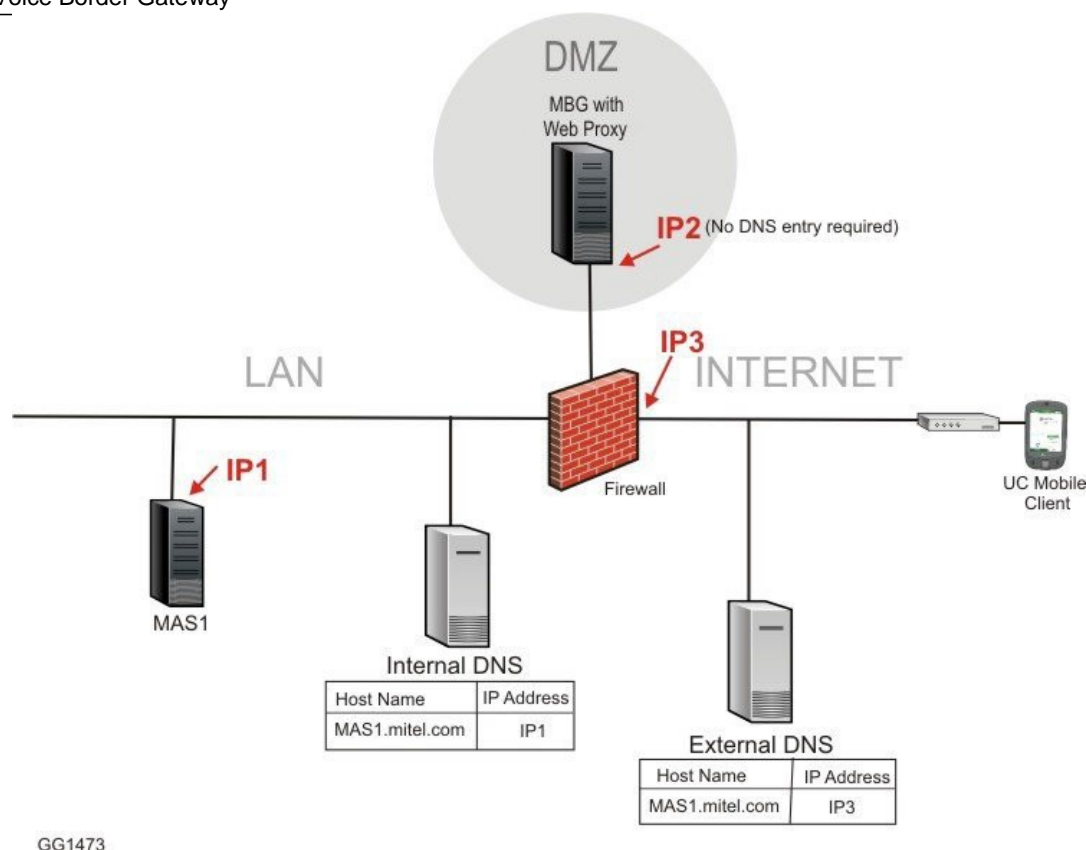 Voice Border Gateway
DMZ
MBG with
Web Proxy
IP2 (No DNS entry required)
IP3
LAN
INTERNET
IP1
Firewall
UC Mobile
Client
MAS1
Internal DNS
Host Name IP Address
MAS1.mitel.com IP1
External DNS
Host Name IP Address
MAS1.mitel.com IP3
GG1473